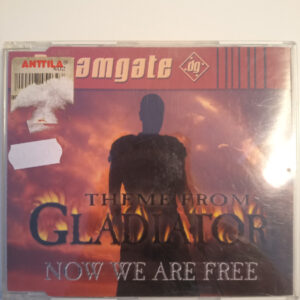 ANTTILA
amgate
dg
THEME FROM
GLADIATOR
NOW WE ARE FREE